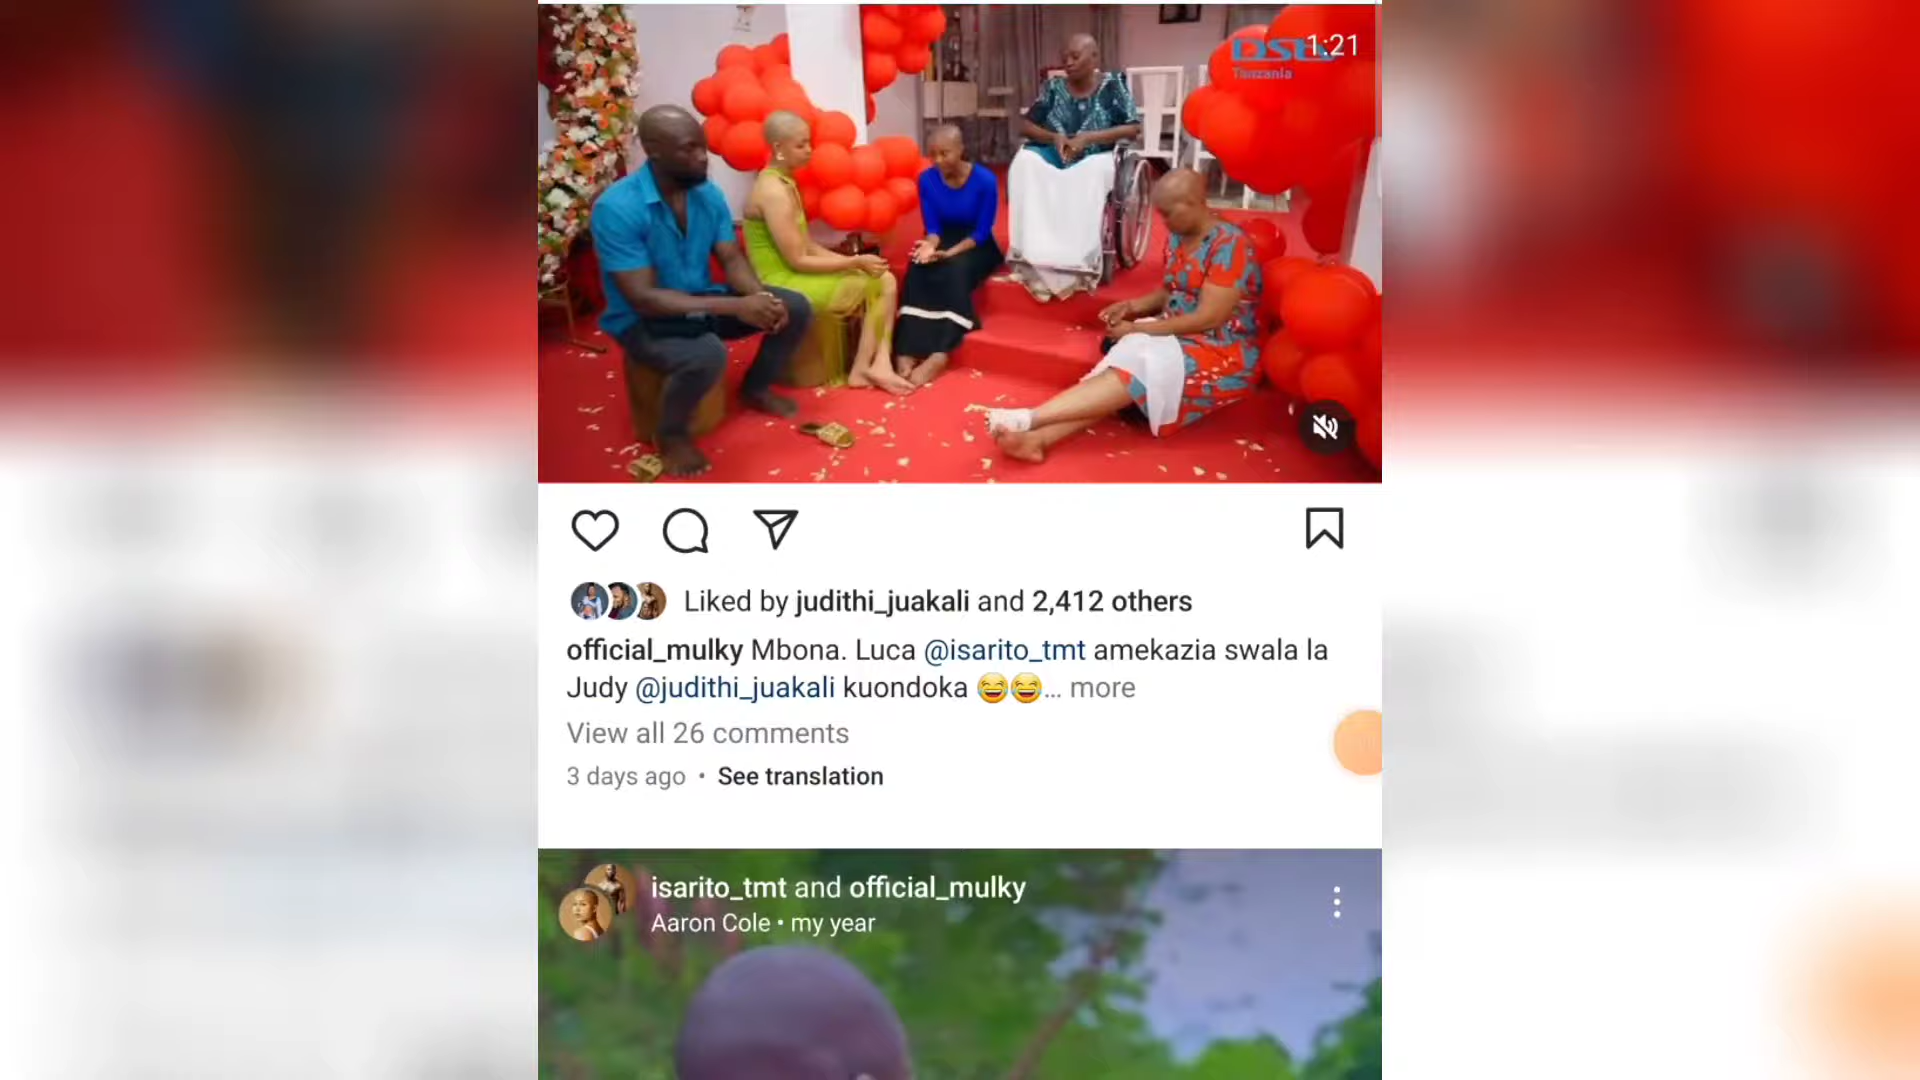 1:21
Tanzania
Liked by judithi_juakali and 2,412 others
official_mulky Mbona. Luca @isarito_tmt amekazia swala la
Judy @judithi_juakali kuondoka 😂😂... more
View all 26 comments
3 days ago • See translation
isarito_tmt and official_mulky
Aaron Cole • my year